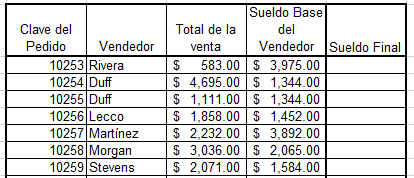 Clave del Pedido Vendedor Total de la venta Sueldo Base del Vendedor Sueldo Final
10253 Rivera $ 583.00 $ 3,975.00
10254 Duff $ 4,695.00 $ 1,344.00
10255 Duff $ 1,111.00 $ 1,344.00
10256 Lecco $ 1,858.00 $ 1,452.00
10257 Martínez $ 2,232.00 $ 3,892.00
10258 Morgan $ 3,036.00 $ 2,065.00
10259 Stevens $ 2,071.00 $ 1,584.00